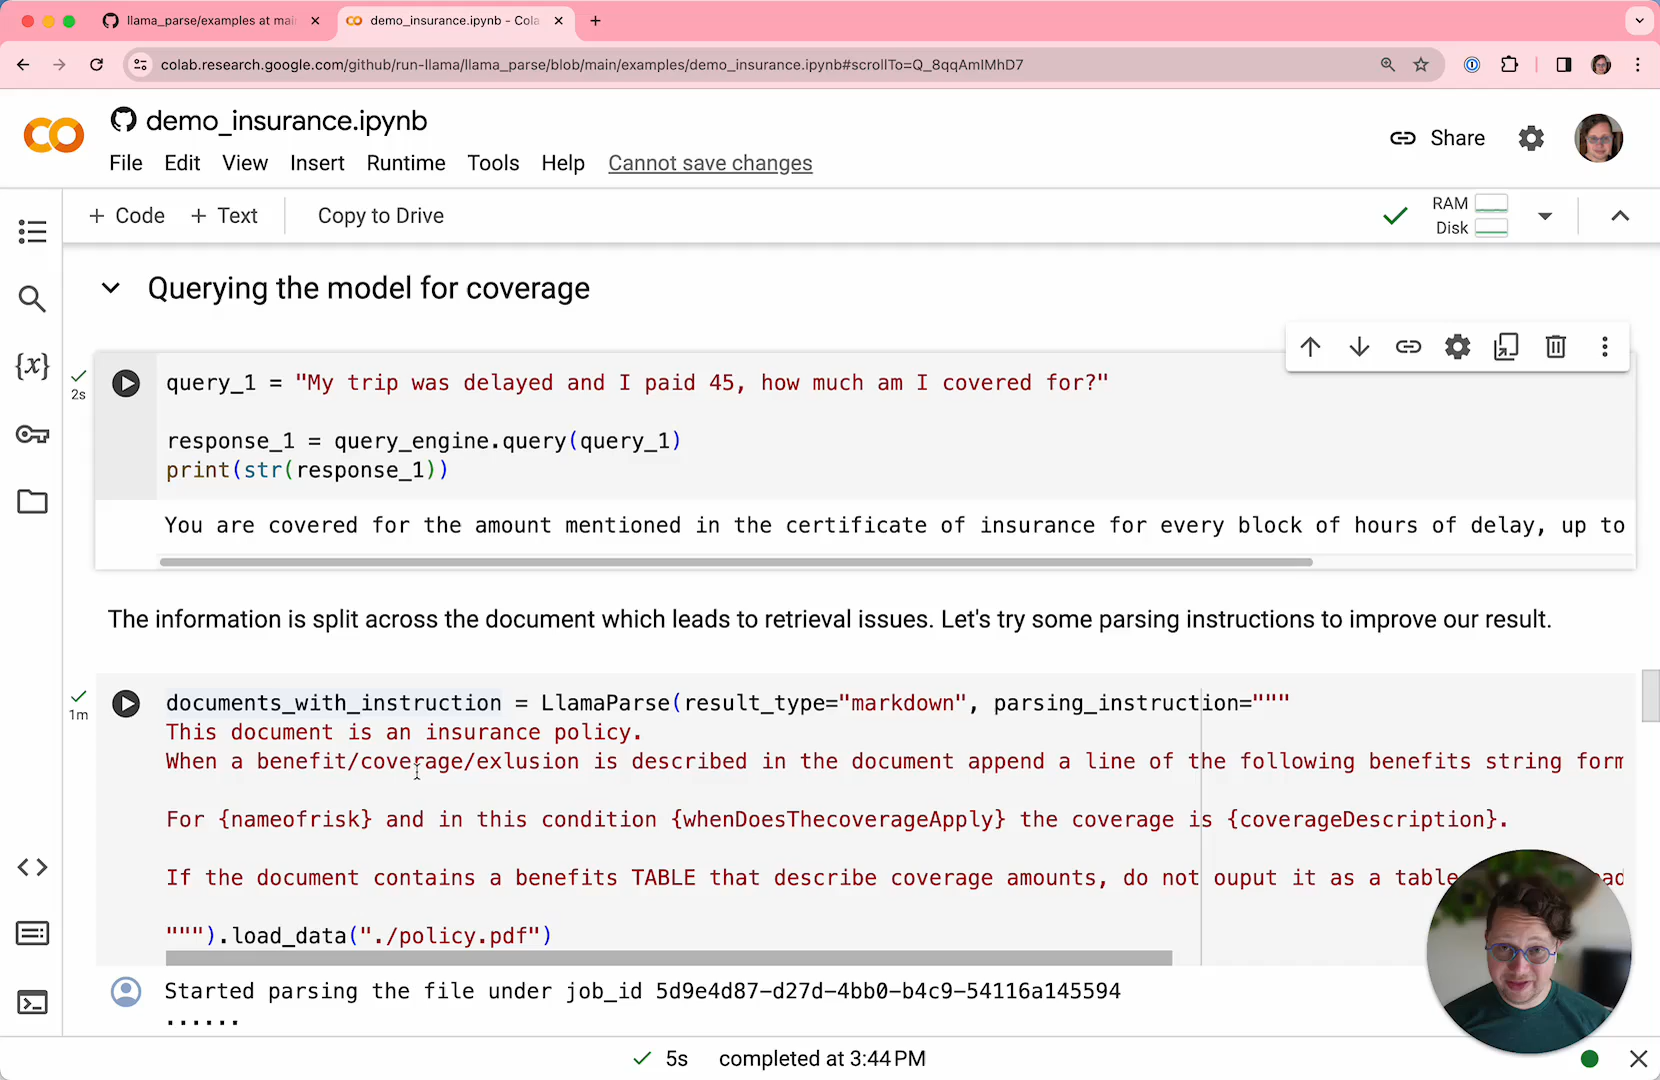 llama_parse/examples at mai
demo_insurance.ipynb - Cola
colab.research.google.com/github/run-llama/llama_parse/blob/main/examples/demo_insurance.ipynb#scrollTo=Q_8qqAmIMhD7
demo_insurance.ipynb
Share
File Edit View Insert Runtime Tools Help Cannot save changes
+ Code + Text Copy to Drive
RAM
Disk
Querying the model for coverage
{x}
2s
query_1 = "My trip was delayed and I paid 45, how much am I covered for?"
response_1 = query_engine.query(query_1)
print(str(response_1))
You are covered for the amount mentioned in the certificate of insurance for every block of hours of delay, up to
The information is split across the document which leads to retrieval issues. Let's try some parsing instructions to improve our result.
1m
documents_with_instruction = LlamaParse(result_type="markdown", parsing_instruction="""
This document is an insurance policy.
When a benefit/coverage/exlusion is described in the document append a line of the following benefits string form
For {nameofrisk} and in this condition {whenDoesThecoverageApply} the coverage is {coverageDescription}.
If the document contains a benefits TABLE that describe coverage amounts, do not ouput it as a table
""").load_data("./policy.pdf")
Started parsing the file under job_id 5d9e4d87-d27d-4bb0-b4c9-54116a145594
......
5s completed at 3:44 PM